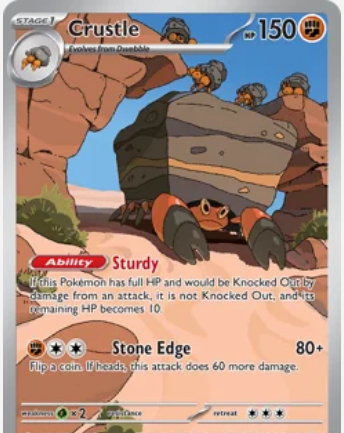 STAGE 1
Crustle
HP 150
Evolves from Dwebble
Ability Sturdy
If this Pokémon has full HP and would be Knocked Out by
damage from an attack, it is not Knocked Out, and its
remaining HP becomes 10.
Stone Edge 80+
Flip a coin. If heads, this attack does 60 more damage.
weakness ×2 resistance retreat